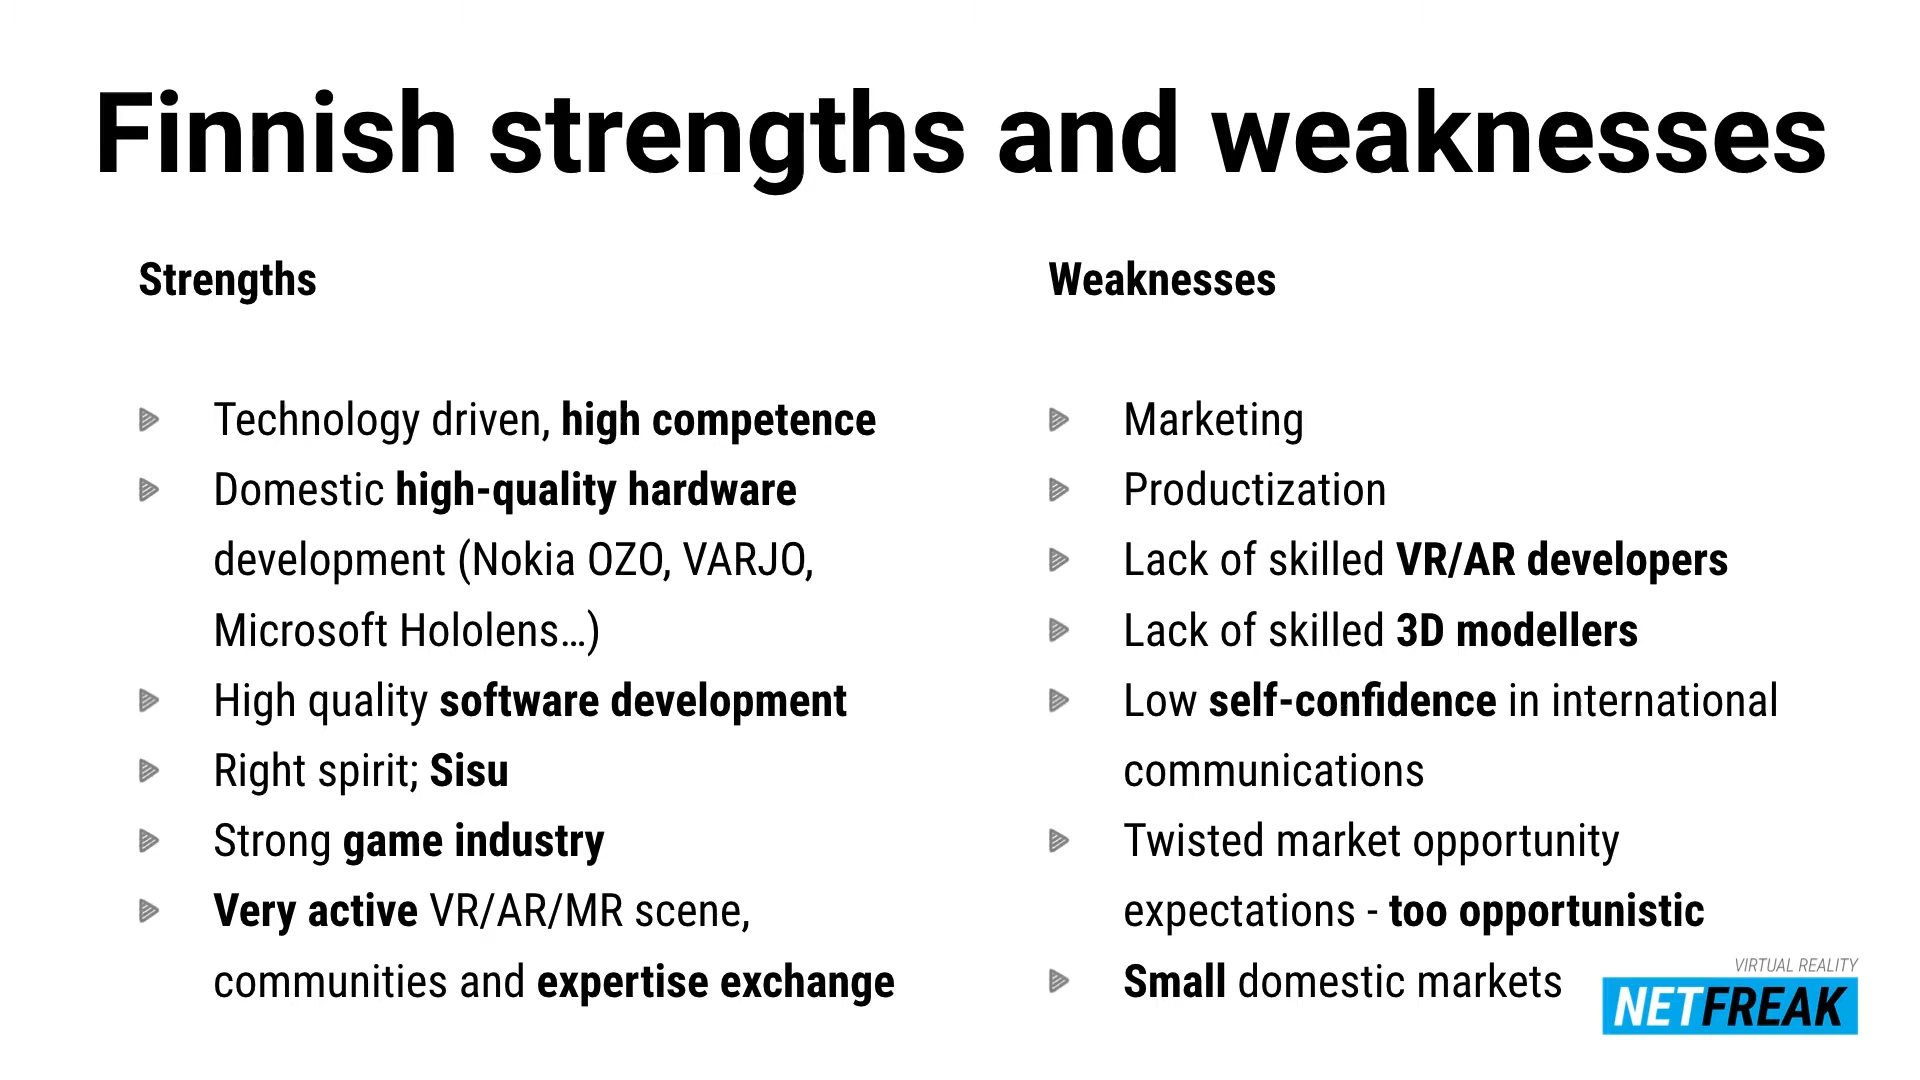 Finnish strengths and weaknesses
Strengths
Technology driven, high competence
Domestic high-quality hardware
development (Nokia OZO, VARJO,
Microsoft Hololens…)
High quality software development
Right spirit; Sisu
Strong game industry
Very active VR/AR/MR scene,
communities and expertise exchange
Weaknesses
Marketing
Productization
Lack of skilled VR/AR developers
Lack of skilled 3D modellers
Low self-confidence in international
communications
Twisted market opportunity
expectations - too opportunistic
Small domestic markets
VIRTUAL REALITY
NETFREAK